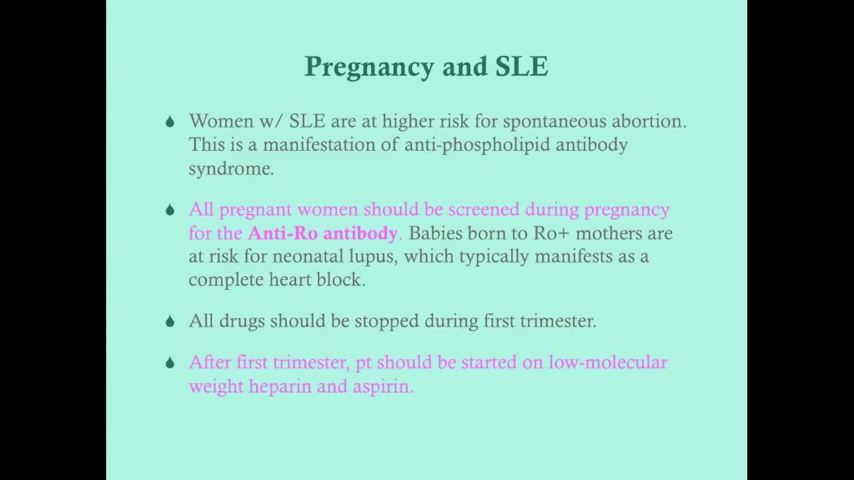 Pregnancy and SLE
Women w/ SLE are at higher risk for spontaneous abortion.
This is a manifestation of anti-phospholipid antibody
syndrome.
All pregnant women should be screened during pregnancy
for the Anti-Ro antibody. Babies born to Ro+ mothers are
at risk for neonatal lupus, which typically manifests as a
complete heart block.
All drugs should be stopped during first trimester.
After first trimester, pt should be started on low-molecular
weight heparin and aspirin.